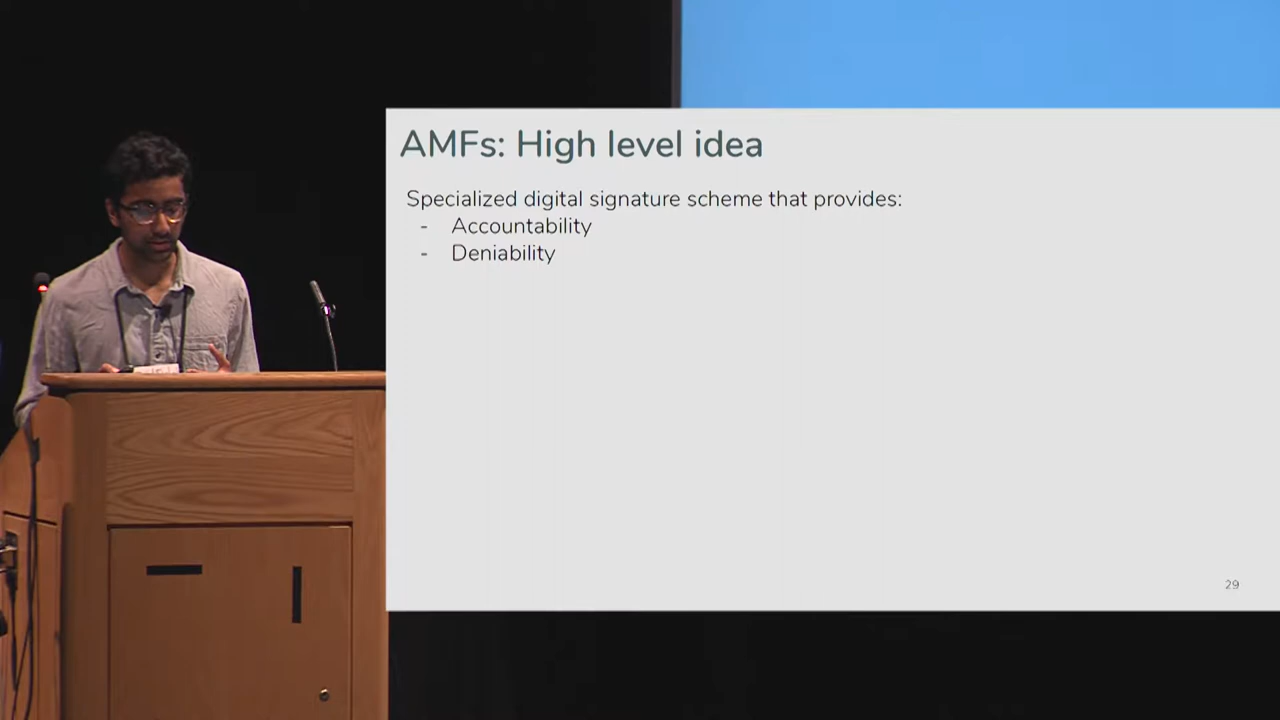 AMFs: High level idea
Specialized digital signature scheme that provides:
- Accountability
- Deniability
29